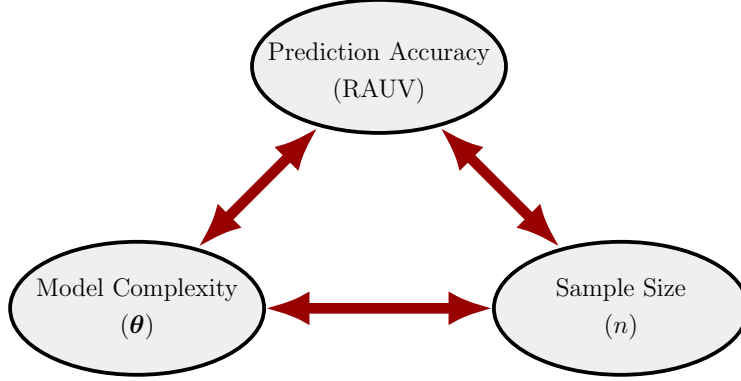 Prediction Accuracy
(RAUV)
Model Complexity
(𝜽)
Sample Size
(n)